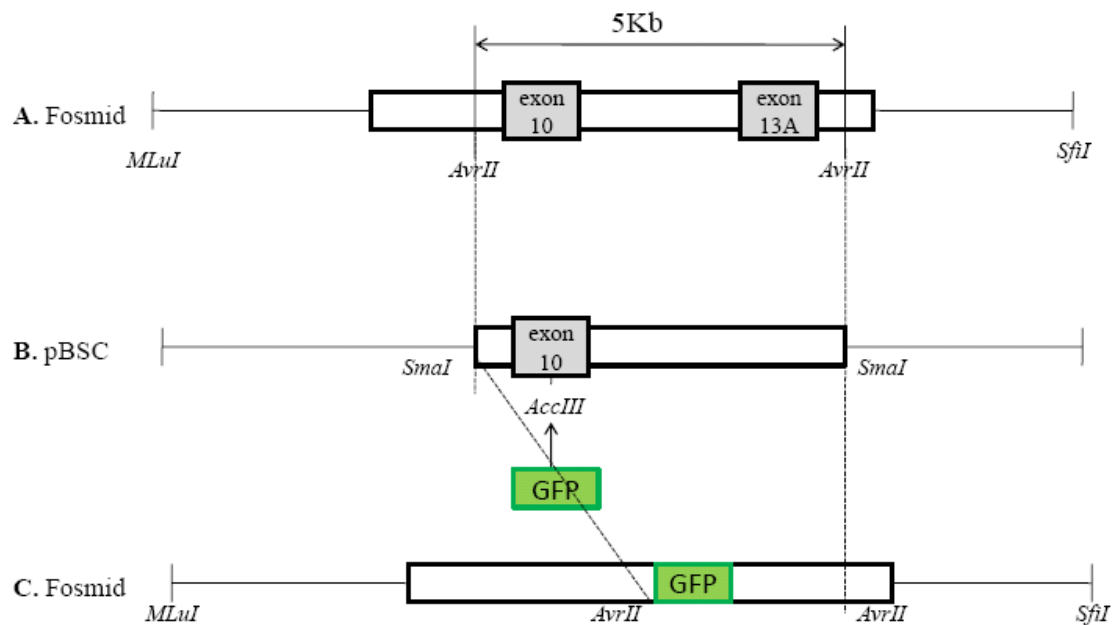 5Kb
A. Fosmid
exon
10
exon
13A
MLuI
AvrII
AvrII
SfiI
B. pBSC
exon
10
SmaI
SmaI
AccIII
GFP
C. Fosmid
GFP
MLuI
AvrII
AvrII
SfiI